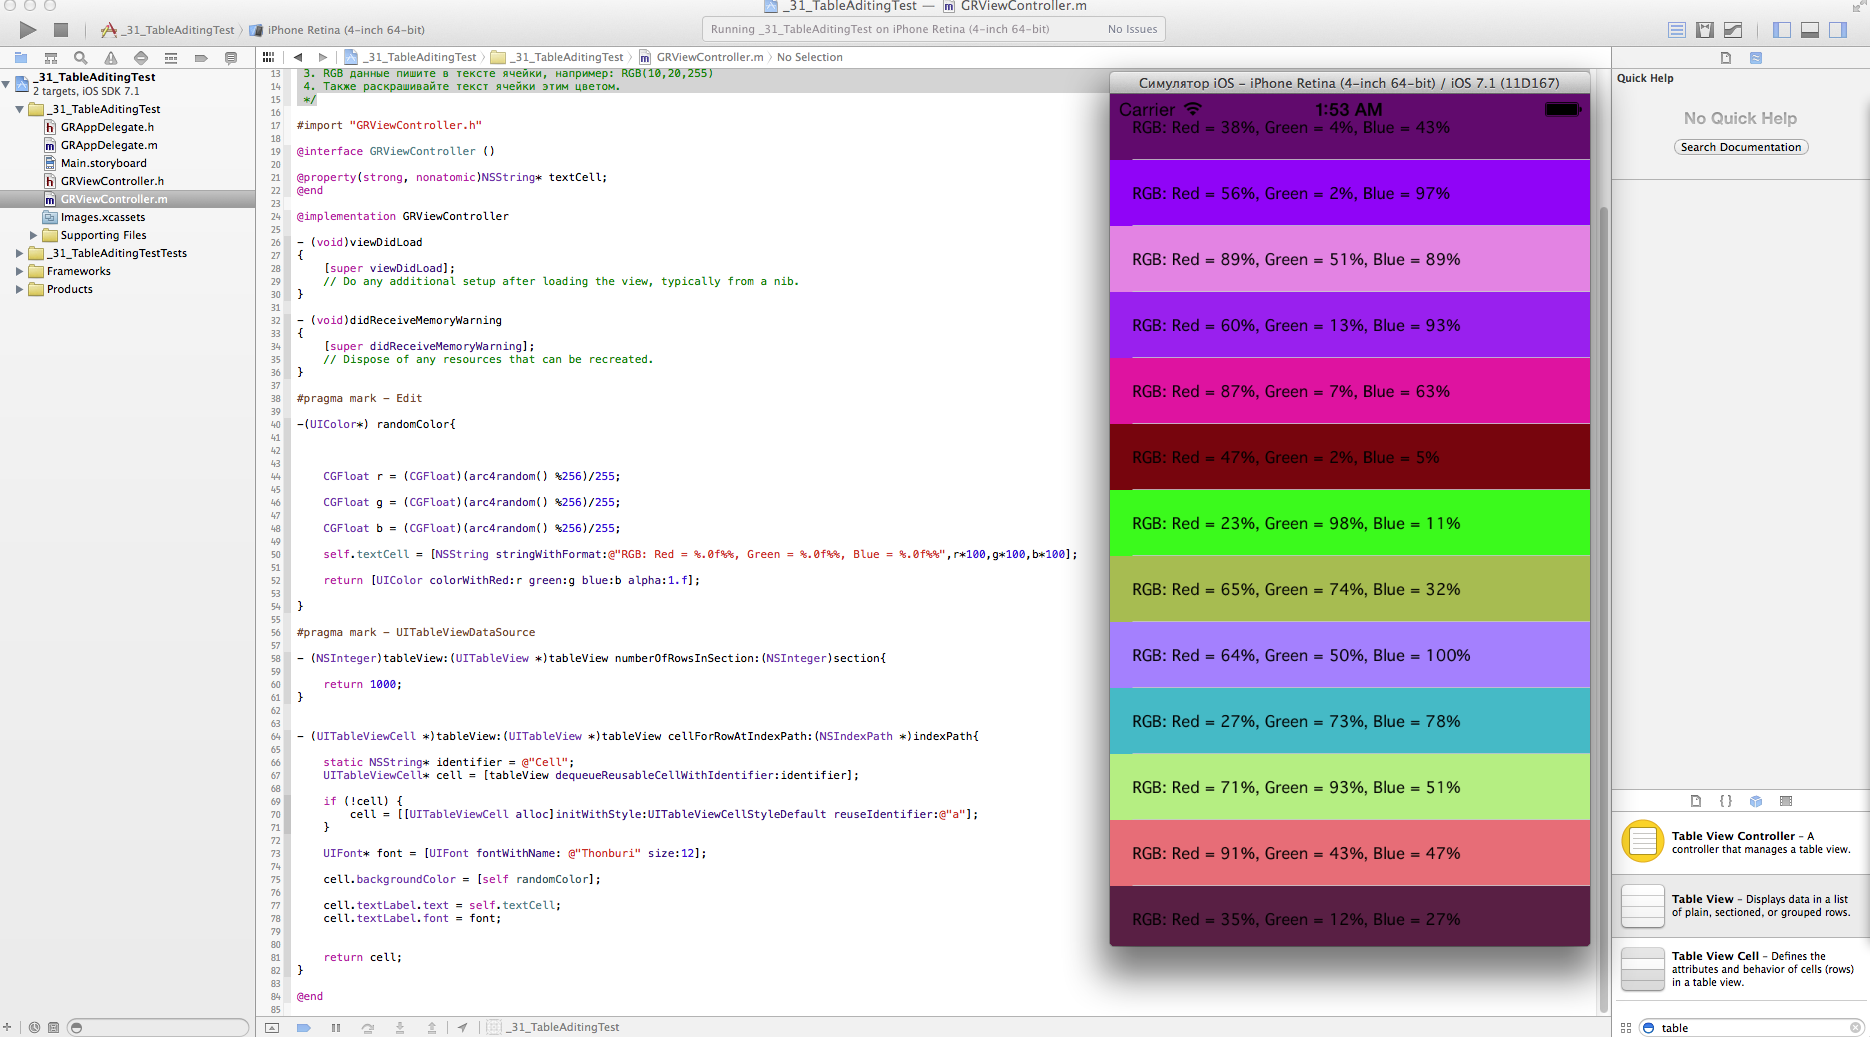 _31_TableAditingTest — GRViewController.m
_31_TableAditingTest 〉 iPhone Retina (4-inch 64-bit)
Running _31_TableAditingTest on iPhone Retina (4-inch 64-bit)
No Issues
_31_TableAditingTest 〉 _31_TableAditingTest 〉 GRViewController.m 〉 No Selection
_31_TableAditingTest
2 targets, iOS SDK 7.1
_31_TableAditingTest
GRAppDelegate.h
GRAppDelegate.m
Main.storyboard
GRViewController.h
GRViewController.m
Images.xcassets
Supporting Files
_31_TableAditingTestTests
Frameworks
Products
13 3. RGB данные пишите в тексте ячейки, например: RGB(10,20,255)
14 4. Также раскрашивайте текст ячейки этим цветом.
15 */
16
17 #import "GRViewController.h"
18
19 @interface GRViewController ()
20
21 @property(strong, nonatomic)NSString* textCell;
22 @end
23
24 @implementation GRViewController
25
26 - (void)viewDidLoad
27 {
28 [super viewDidLoad];
29 // Do any additional setup after loading the view, typically from a nib.
30 }
31
32 - (void)didReceiveMemoryWarning
33 {
34 [super didReceiveMemoryWarning];
35 // Dispose of any resources that can be recreated.
36 }
37
38 #pragma mark - Edit
39
40 -(UIColor*) randomColor{
41
42
43
44 CGFloat r = (CGFloat)(arc4random() %256)/255;
45
46 CGFloat g = (CGFloat)(arc4random() %256)/255;
47
48 CGFloat b = (CGFloat)(arc4random() %256)/255;
49
50 self.textCell = [NSString stringWithFormat:@"RGB: Red = %.0f%%, Green = %.0f%%, Blue = %.0f%%",r*100,g*100,b*100];
51
52 return [UIColor colorWithRed:r green:g blue:b alpha:1.f];
53
54 }
55
56 #pragma mark - UITableViewDataSource
57
58 - (NSInteger)tableView:(UITableView *)tableView numberOfRowsInSection:(NSInteger)section{
59
60 return 1000;
61 }
62
63
64 - (UITableViewCell *)tableView:(UITableView *)tableView cellForRowAtIndexPath:(NSIndexPath *)indexPath{
65
66 static NSString* identifier = @"Cell";
67 UITableViewCell* cell = [tableView dequeueReusableCellWithIdentifier:identifier];
68
69 if (!cell) {
70 cell = [[UITableViewCell alloc]initWithStyle:UITableViewCellStyleDefault reuseIdentifier:@"a"];
71 }
72
73 UIFont* font = [UIFont fontWithName: @"Thonburi" size:12];
74
75 cell.backgroundColor = [self randomColor];
76
77 cell.textLabel.text = self.textCell;
78 cell.textLabel.font = font;
79
80
81 return cell;
82 }
83
84 @end
85
_31_TableAditingTest
Симулятор iOS - iPhone Retina (4-inch 64-bit) / iOS 7.1 (11D167)
Carrier 1:53 AM
RGB: Red = 38%, Green = 4%, Blue = 43%
RGB: Red = 56%, Green = 2%, Blue = 97%
RGB: Red = 89%, Green = 51%, Blue = 89%
RGB: Red = 60%, Green = 13%, Blue = 93%
RGB: Red = 87%, Green = 7%, Blue = 63%
RGB: Red = 47%, Green = 2%, Blue = 5%
RGB: Red = 23%, Green = 98%, Blue = 11%
RGB: Red = 65%, Green = 74%, Blue = 32%
RGB: Red = 64%, Green = 50%, Blue = 100%
RGB: Red = 27%, Green = 73%, Blue = 78%
RGB: Red = 71%, Green = 93%, Blue = 51%
RGB: Red = 91%, Green = 43%, Blue = 47%
RGB: Red = 35%, Green = 12%, Blue = 27%
Quick Help
No Quick Help
Search Documentation
Table View Controller - A
controller that manages a table view.
Table View - Displays data in a list
of plain, sectioned, or grouped rows.
Table View Cell - Defines the
attributes and behavior of cells (rows)
in a table view.
table